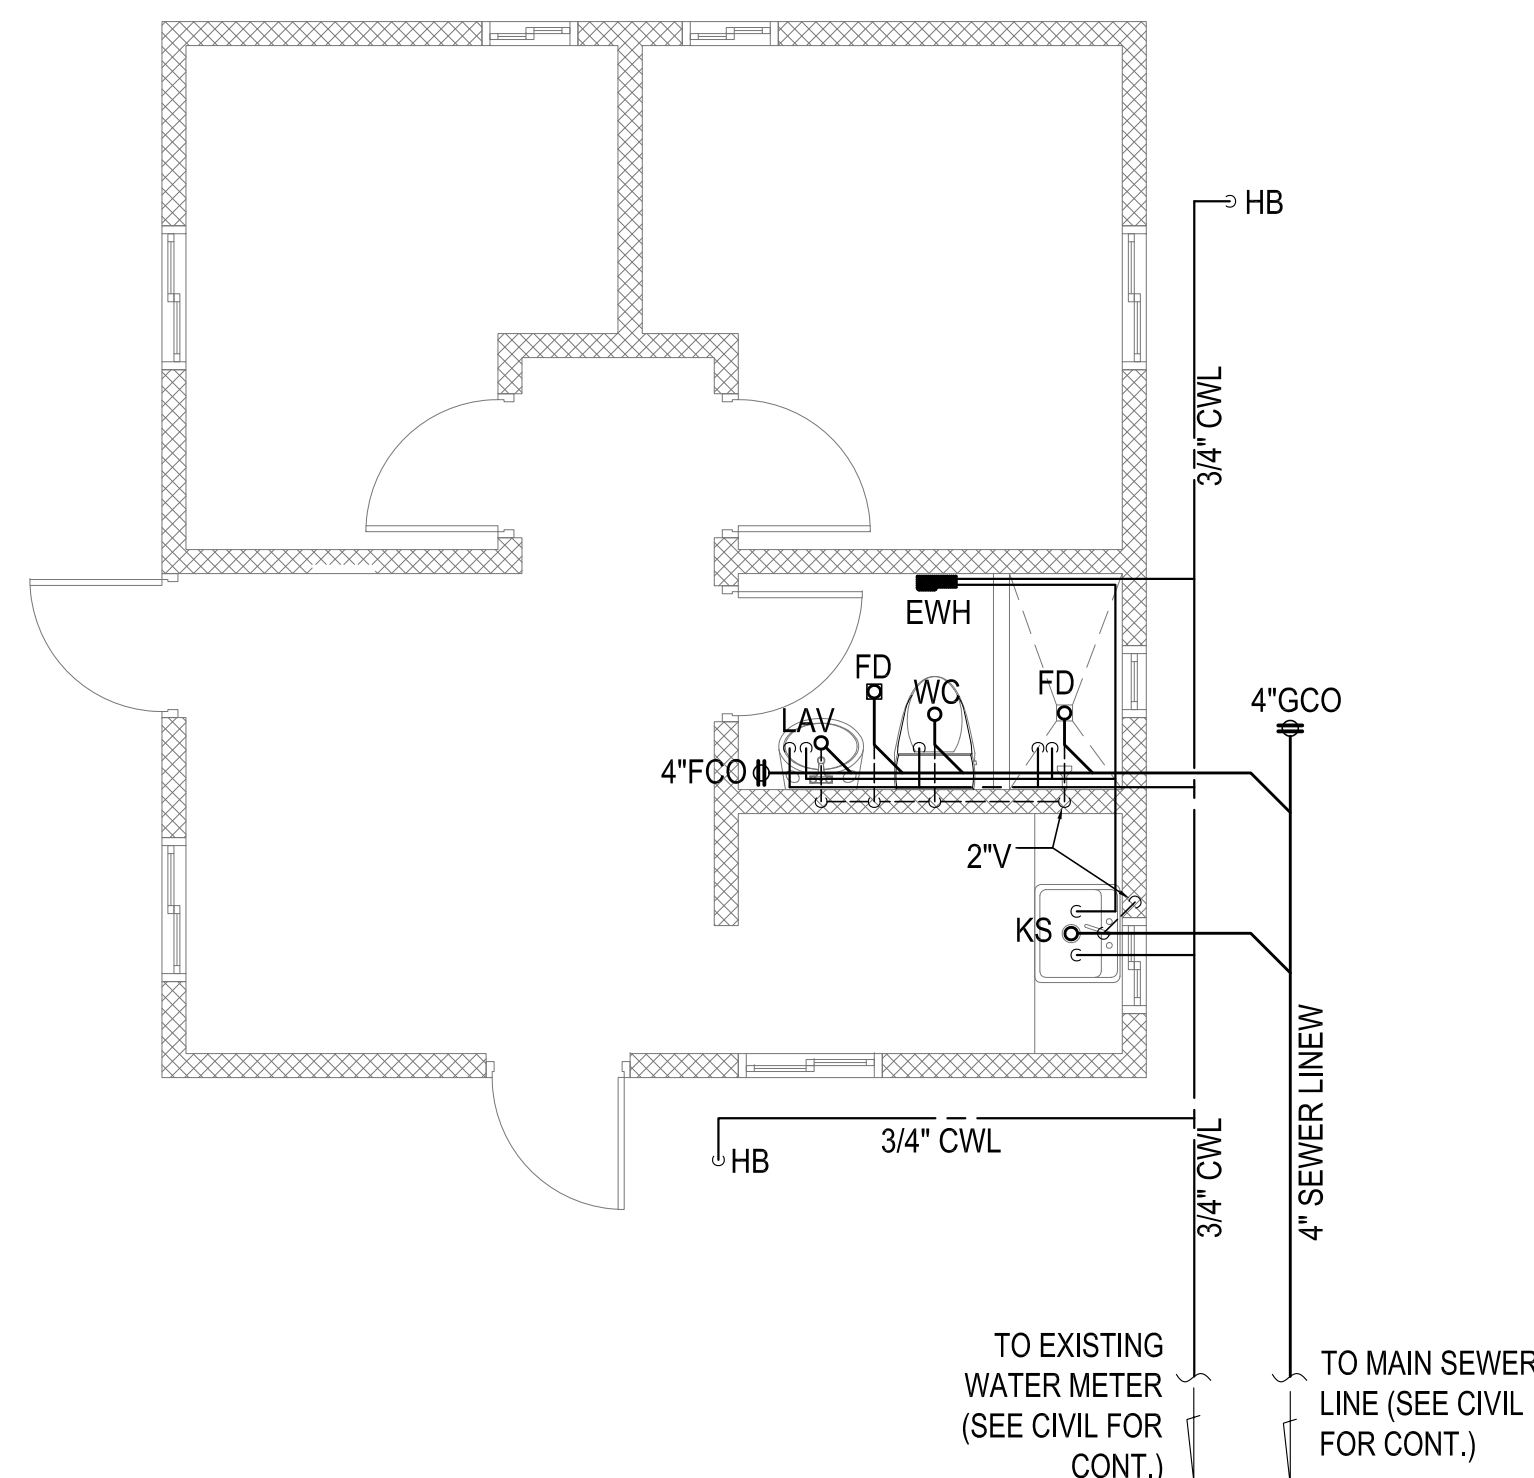 HB
3/4" CWL
EWH
FD
WC
FD
LAV
4"GCO
4"FCO
2"V
KS
3/4" CWL
HB
3/4" CWL
4" SEWER LINEW
TO EXISTING
WATER METER
(SEE CIVIL FOR
CONT.)
TO MAIN SEWER
LINE (SEE CIVIL
FOR CONT.)